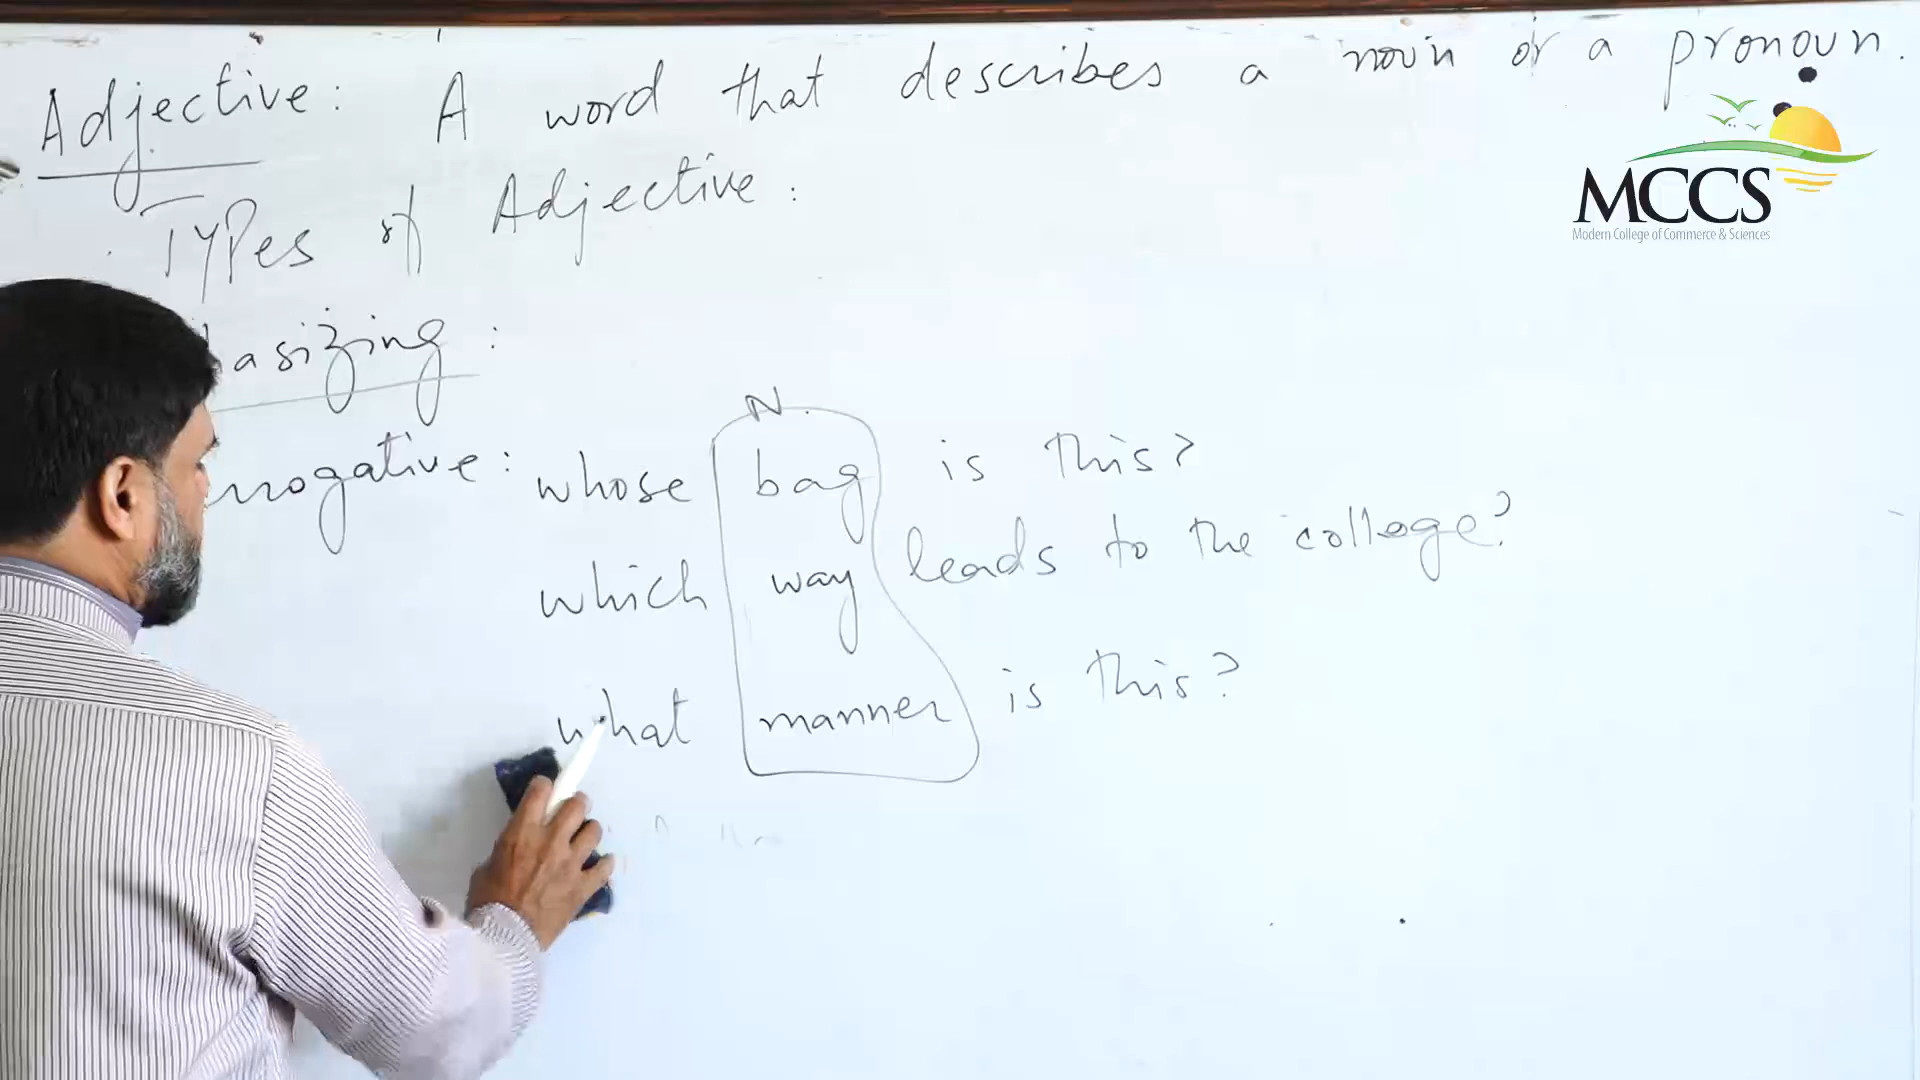 Adjective: A word that describes a noun or a pronoun.
Types of Adjective:
asizing:
N.
rrogative: whose bag is this?
which way leads to the college?
what manner is this?
MCCS
Modern College of Commerce & Sciences